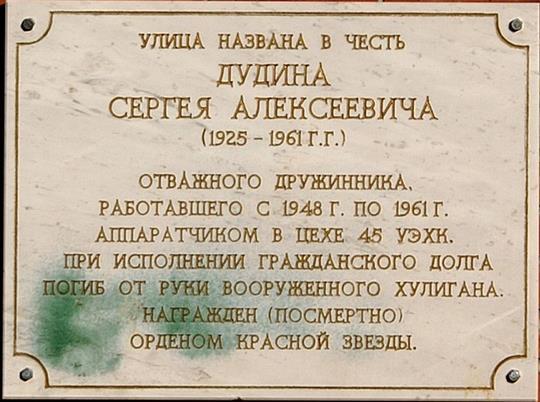 УЛИЦА НАЗВАНА В ЧЕСТЬ
ДУДИНА
СЕРГЕЯ АЛЕКСЕЕВИЧА
(1925 – 1961 Г.Г.)
ОТВАЖНОГО ДРУЖИННИКА,
РАБОТАВШЕГО С 1948 Г. ПО 1961 Г.
АППАРАТЧИКОМ В ЦЕХЕ 45 УЭХК.
ПРИ ИСПОЛНЕНИИ ГРАЖДАНСКОГО ДОЛГА
ПОГИБ ОТ РУКИ ВООРУЖЕННОГО ХУЛИГАНА.
НАГРАЖДЕН (ПОСМЕРТНО)
ОРДЕНОМ КРАСНОЙ ЗВЕЗДЫ.